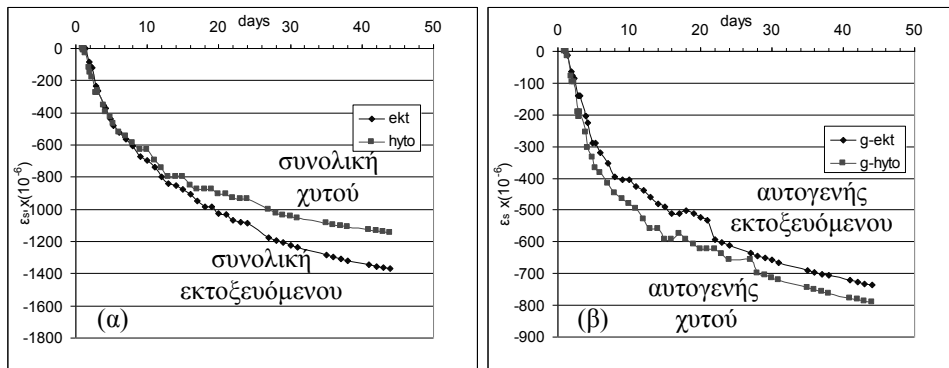 days
0 10 20 30 40 50
0
-200
-400
-600
-800
-1000
-1200
-1400
-1600
-1800
εsι x(10⁻⁶)
ekt
hyto
συνολική
χυτού
συνολική
εκτοξευόμενου
(α)
days
0 10 20 30 40 50
0
-100
-200
-300
-400
-500
-600
-700
-800
-900
εs x(10⁻⁶)
g-ekt
g-hyto
αυτογενής
εκτοξευόμενου
αυτογενής
χυτού
(β)